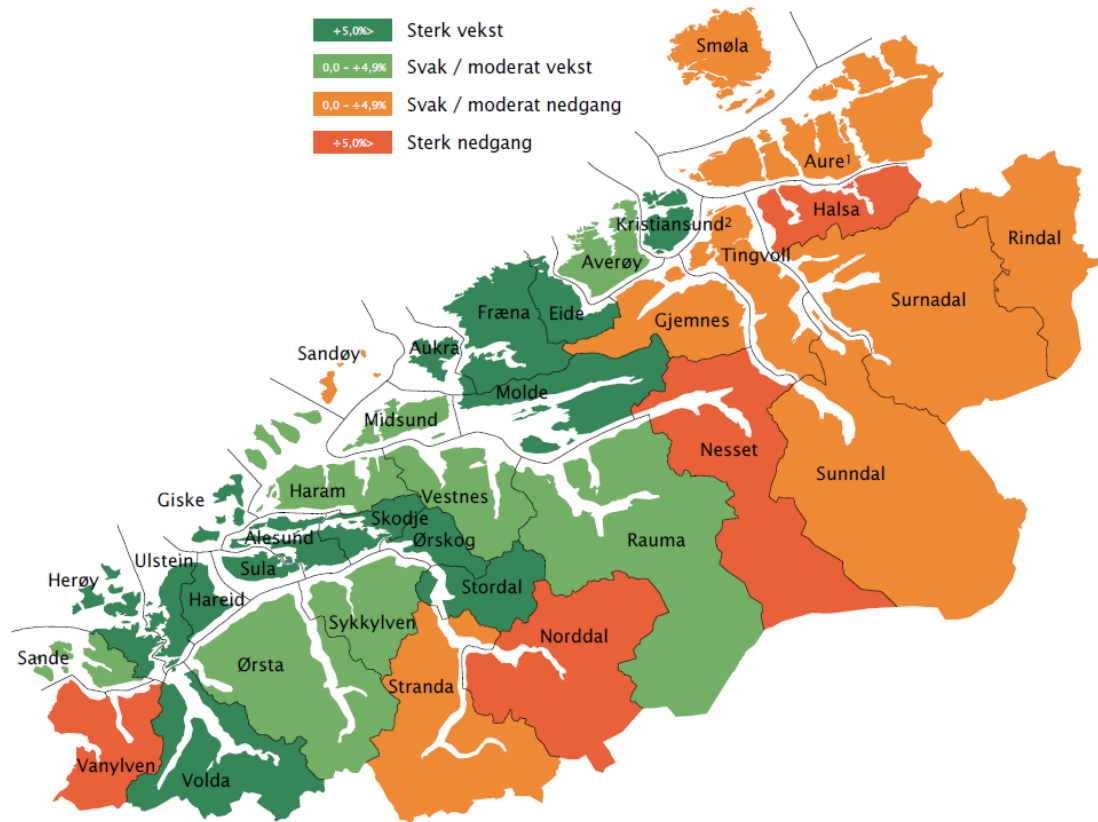 +5,0%> Sterk vekst
0,0 – +4,9% Svak / moderat vekst
0,0 – ÷4,9% Svak / moderat nedgang
÷5,0%> Sterk nedgang
Smøla
Aure¹
Halsa
Kristiansund²
Rindal
Tingvoll
Averøy
Surnadal
Fræna
Eide
Gjemnes
Aukra
Sandøy
Molde
Midsund
Nesset
Sunndal
Haram
Vestnes
Giske
Skodje
Ålesund
Ørskog
Rauma
Ulstein
Sula
Herøy
Stordal
Hareid
Sykkylven
Norddal
Sande
Ørsta
Stranda
Vanylven
Volda